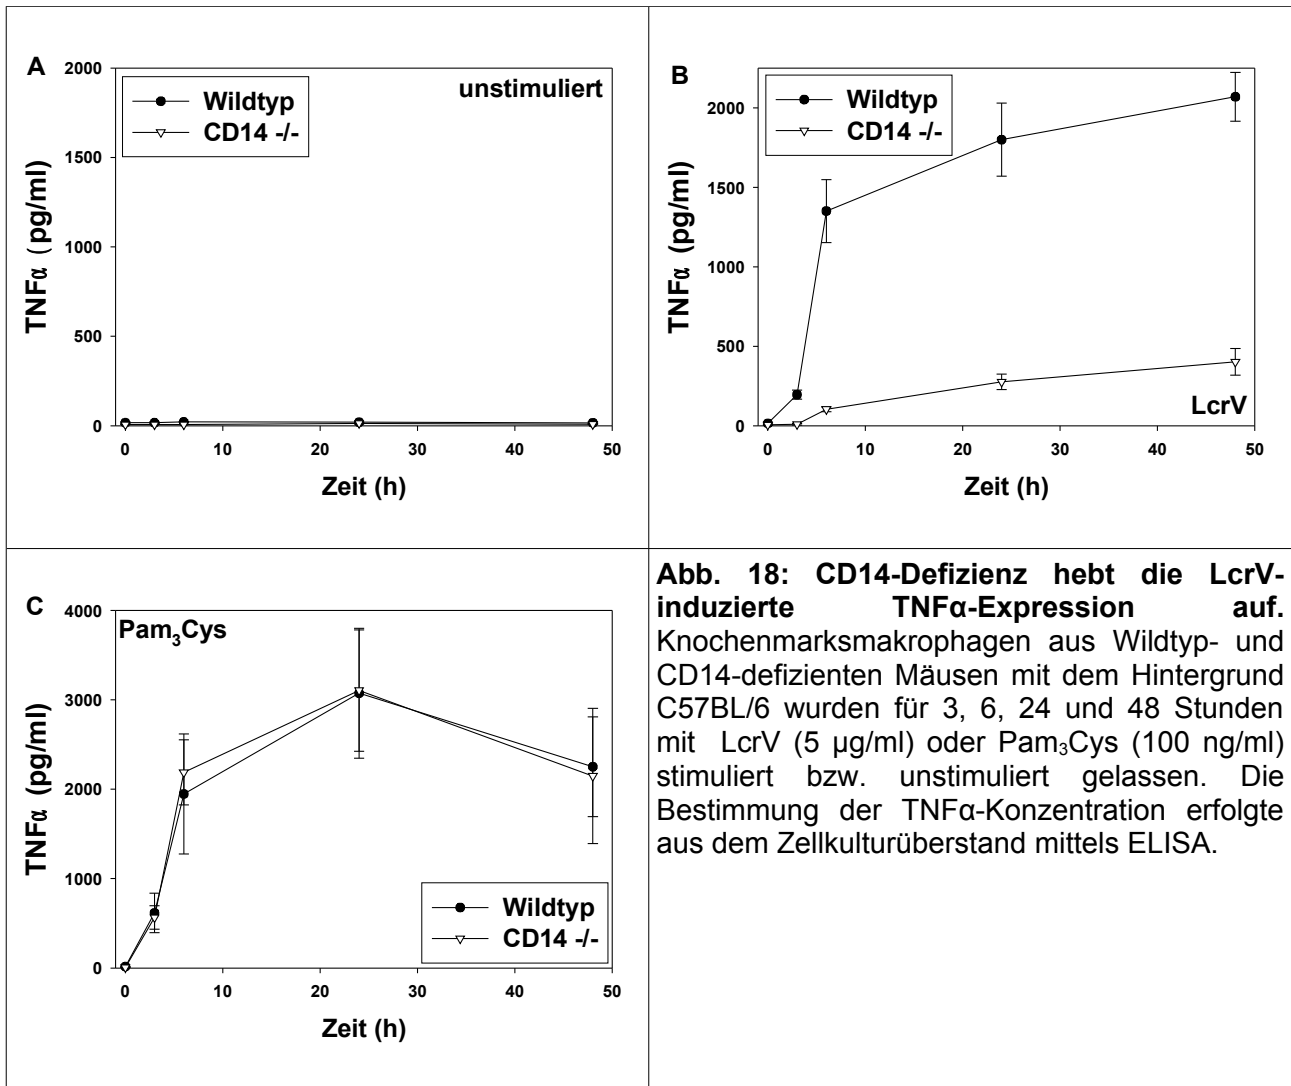 A
unstimuliert
Wildtyp
CD14 -/-
2000
1500
1000
500
0
TNFα ( pg/ml)
0 10 20 30 40 50
Zeit (h)
B
Wildtyp
CD14 -/-
2000
1500
1000
500
0
TNFα (pg/ml)
LcrV
0 10 20 30 40 50
Zeit (h)
C
Pam₃Cys
4000
3000
2000
1000
0
TNFα (pg/ml)
Wildtyp
CD14 -/-
0 10 20 30 40 50
Zeit (h)
Abb. 18: CD14-Defizienz hebt die LcrV-
induzierte TNFα-Expression auf.
Knochenmarksmakrophagen aus Wildtyp- und
CD14-defizienten Mäusen mit dem Hintergrund
C57BL/6 wurden für 3, 6, 24 und 48 Stunden
mit LcrV (5 µg/ml) oder Pam₃Cys (100 ng/ml)
stimuliert bzw. unstimuliert gelassen. Die
Bestimmung der TNFα-Konzentration erfolgte
aus dem Zellkulturüberstand mittels ELISA.